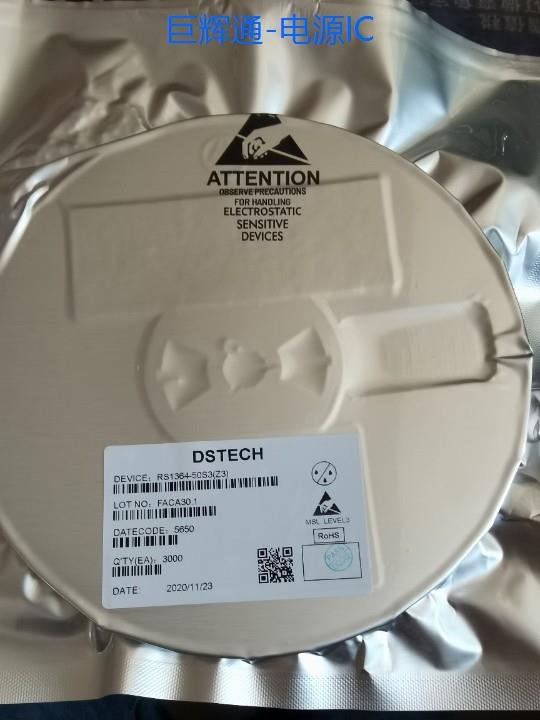 巨辉通-电源IC
ATTENTION
OBSERVE PRECAUTIONS
FOR HANDLING
ELECTROSTATIC
SENSITIVE
DEVICES
DSTECH
DEVICE: RS1364-50S3(Z3)
LOT NO: FACA30.1
DATECODE: 5650
Q'TY(EA): 3000
DATE: 2020/11/23
MSL LEVEL3
RoHS